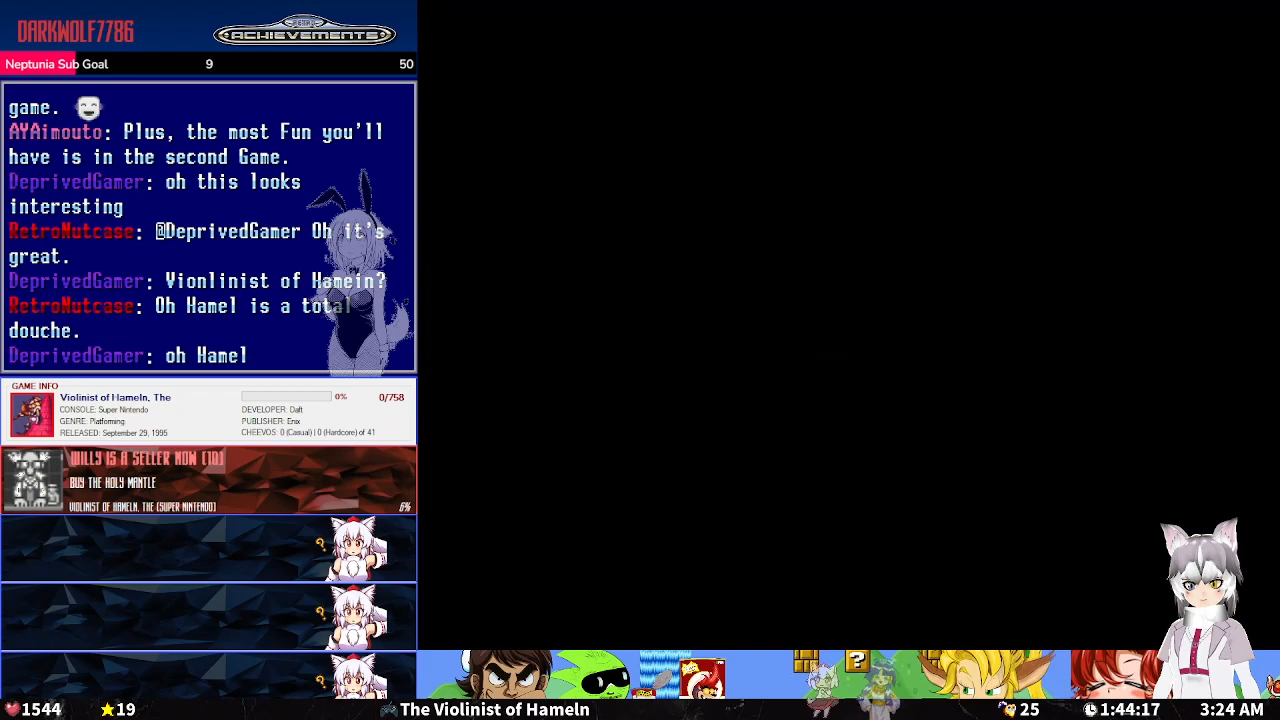 DARKWOLF7786
RETRO
ACHIEVEMENTS
Neptunia Sub Goal 9 50
game.
AYAimouto: Plus, the most Fun you'll
have is in the second Game.
DeprivedGamer: oh this looks
interesting
RetroNutcase: @DeprivedGamer Oh it's
great.
DeprivedGamer: Vionlinist of Hamein?
RetroNutcase: Oh Hamel is a total
douche.
DeprivedGamer: oh Hamel
GAME INFO
Violinist of Hameln, The 0% 0/758
CONSOLE: Super Nintendo DEVELOPER: Daft
GENRE: Platforming PUBLISHER: Enix
RELEASED: September 29, 1995 CHEEVOS: 0 (Casual) | 0 (Hardcore) of 41
WILLY IS A SELLER NOW [10]
BUY THE HOLY MANTLE
VIOLINIST OF HAMELN, THE (SUPER NINTENDO) 6%
?
?
?
?
1544 19 The Violinist of Hameln 25 1:44:17 3:24 AM